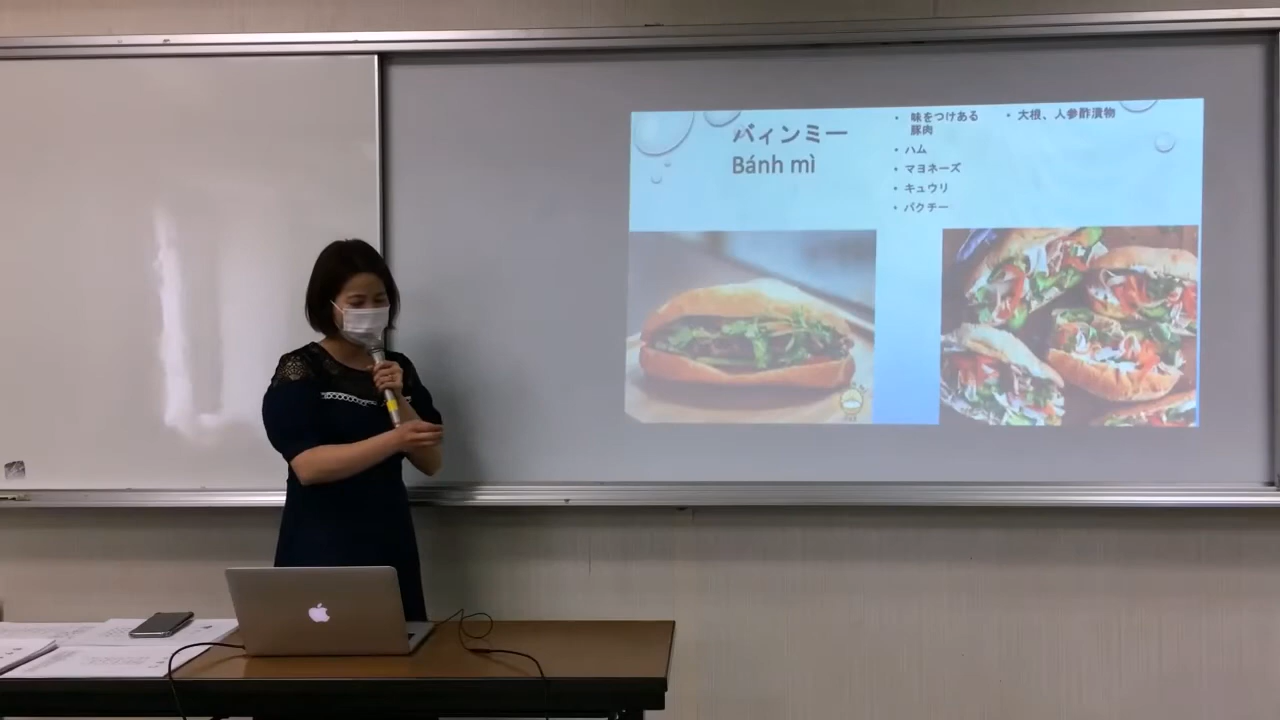 バィンミー
Bánh mì
• 味をつけある
豚肉
• ハム
• マヨネーズ
• キュウリ
• パクチー
• 大根、人参酢漬物